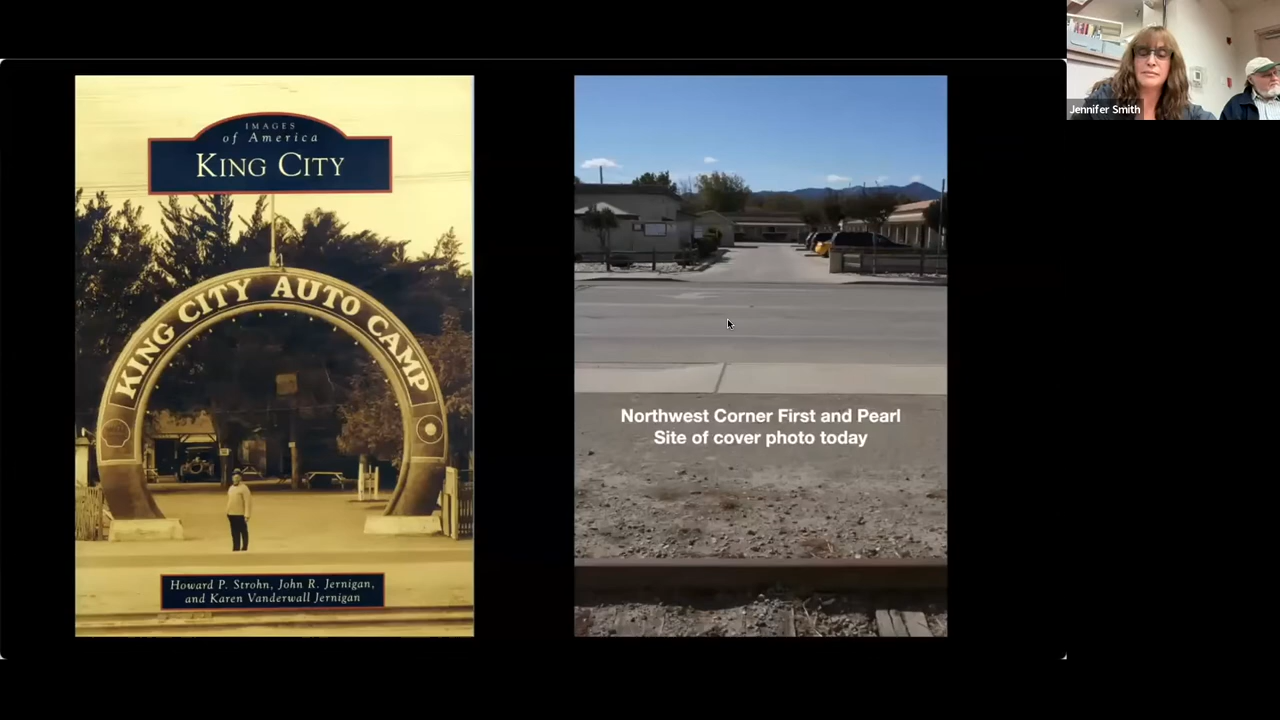 IMAGES
of America
KING CITY
KING CITY AUTO CAMP
Howard P. Strohn, John R. Jernigan,
and Karen Vanderwall Jernigan
Northwest Corner First and Pearl
Site of cover photo today
Jennifer Smith